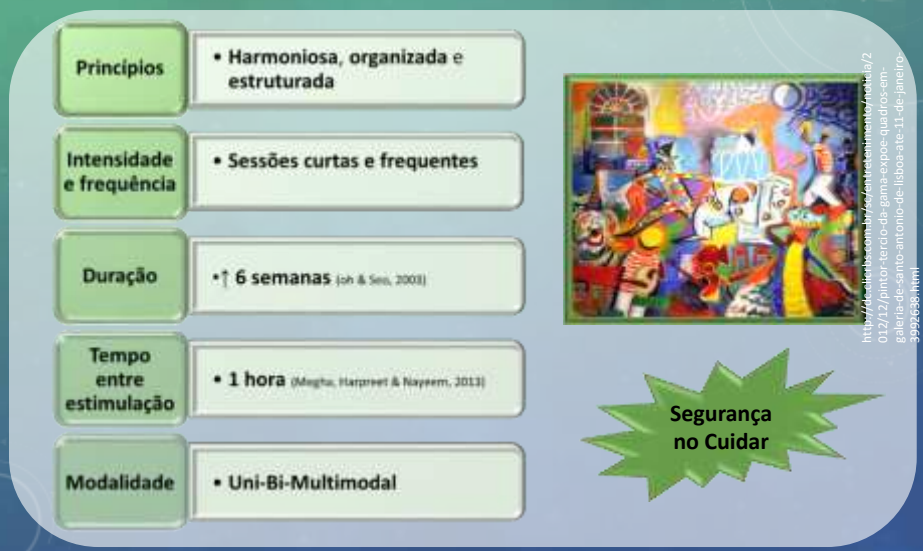 Princípios
• Harmoniosa, organizada e
estruturada
Intensidade
e frequência
• Sessões curtas e frequentes
Duração
•↑ 6 semanas (oh & Seo, 2003)
Tempo
entre
estimulação
• 1 hora (Megha, Harpreet & Nayeem, 2013)
Modalidade
• Uni-Bi-Multimodal
http://dc.clicrbs.com.br/sc/entretenimento/noticia/2
012/12/pintor-tercio-da-gama-expoe-quadros-em-
galeria-de-santo-antonio-de-lisboa-ate-11-de-janeiro-
3992638.html
Segurança
no Cuidar